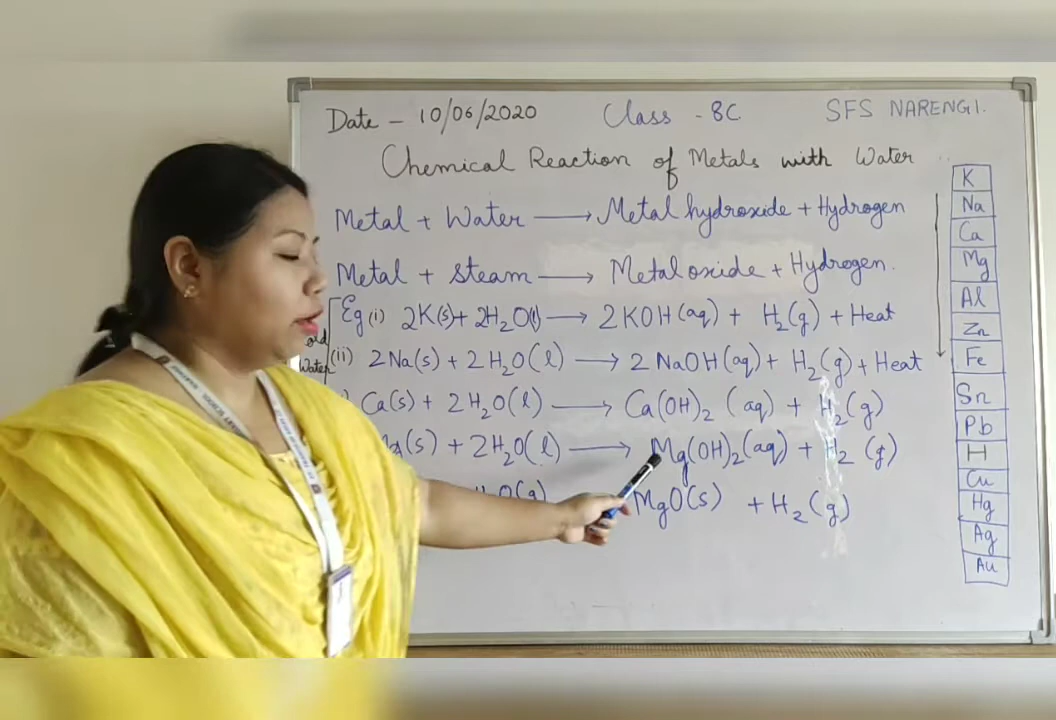 Date - 10/06/2020 Class - 8C SFS NARENGI.
Chemical Reaction of Metals with Water
Metal + Water ⟶ Metal hydroxide + Hydrogen
Metal + steam ⟶ Metal oxide + Hydrogen.
Eg (i) 2K(s) + 2H₂O(l) ⟶ 2KOH(aq) + H₂(g) + Heat
Water (ii) 2Na(s) + 2H₂O(l) ⟶ 2NaOH(aq) + H₂(g) + Heat
Ca(s) + 2H₂O(l) ⟶ Ca(OH)₂ (aq) + H₂(g)
(s) + 2H₂O(l) ⟶ Mg(OH)₂(aq) + H₂ (g)
H₂O(g) MgO(s) + H₂(g)
K
Na
Ca
Mg
Al
Zn
Fe
Sn
Pb
H
Cu
Hg
Ag
Au